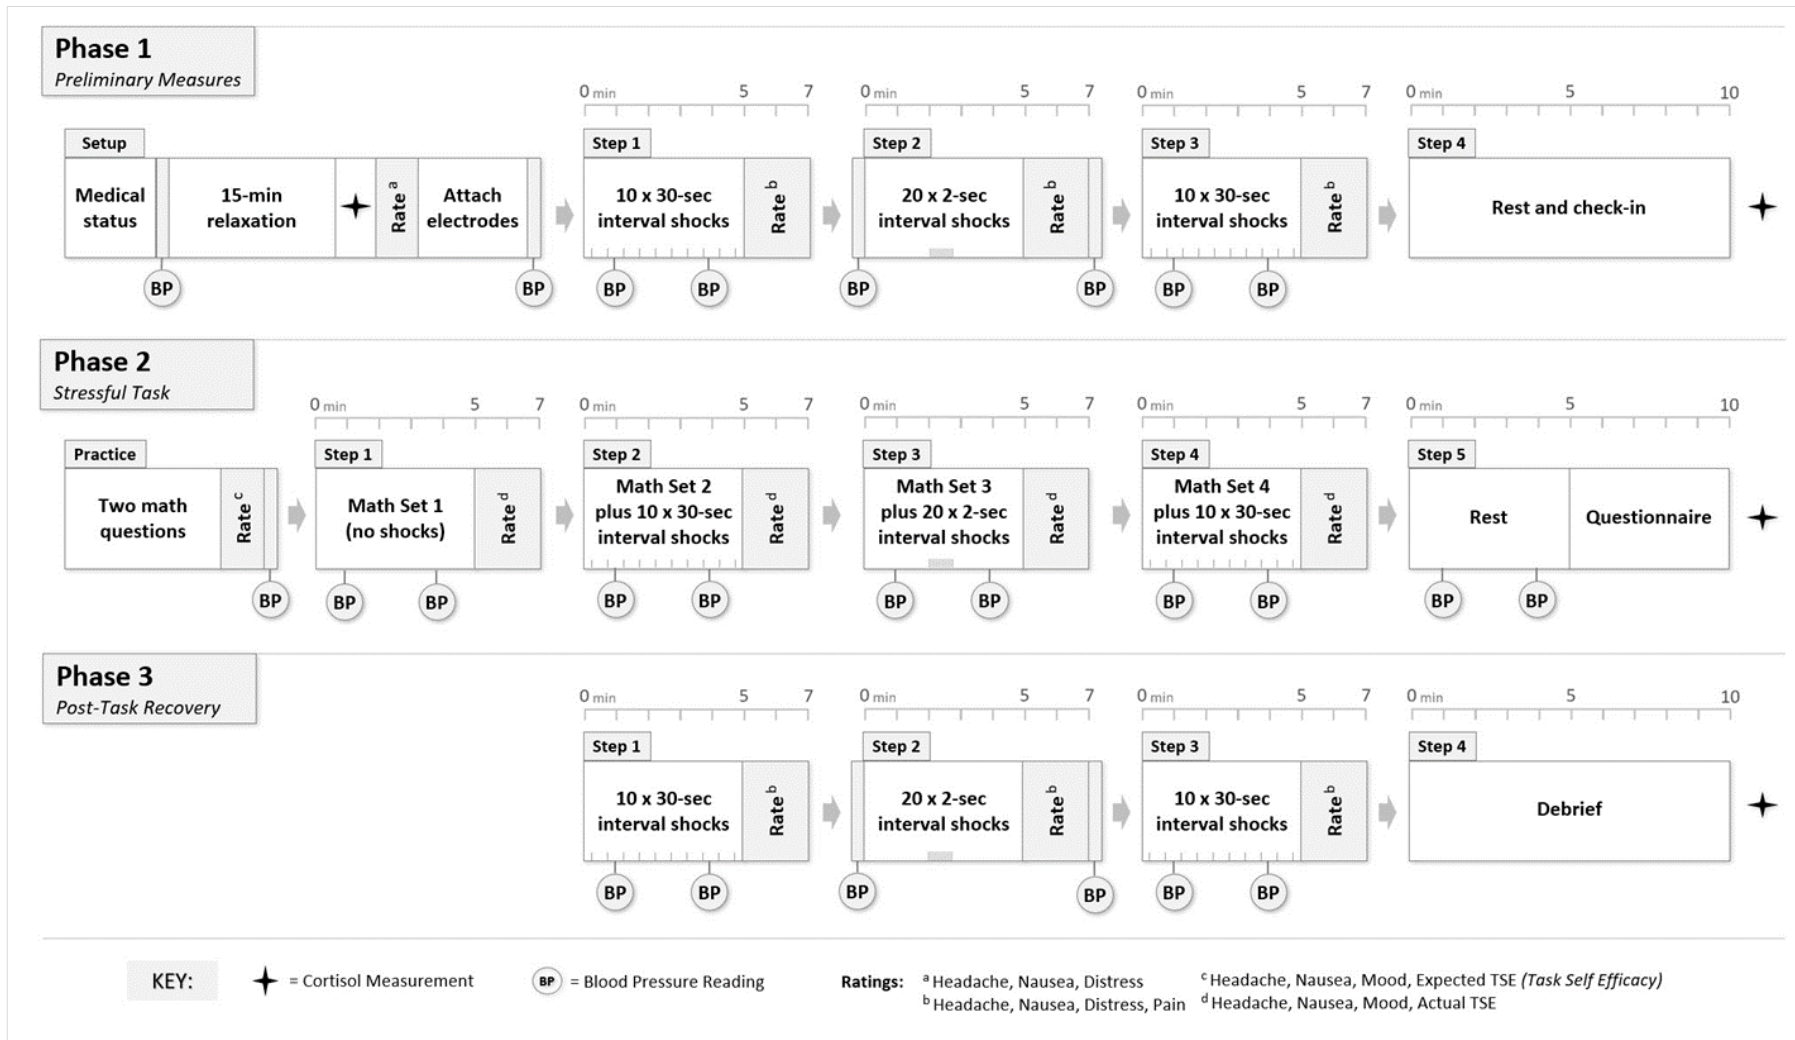 Phase 1
Preliminary Measures
0 min 5 7
0 min 5 7
0 min 5 7
0 min 5 10
Setup
Step 1
Step 2
Step 3
Step 4
Medical
status
15-min
relaxation
Rate a
Attach
electrodes
10 x 30-sec
interval shocks
Rate b
20 x 2-sec
interval shocks
Rate b
10 x 30-sec
interval shocks
Rate b
Rest and check-in
BP
BP
BP
BP
BP
BP
BP
BP
Phase 2
Stressful Task
0 min 5 7
0 min 5 7
0 min 5 7
0 min 5 7
0 min 5 10
Practice
Step 1
Step 2
Step 3
Step 4
Step 5
Two math
questions
Rate c
Math Set 1
(no shocks)
Rate d
Math Set 2
plus 10 x 30-sec
interval shocks
Rate d
Math Set 3
plus 20 x 2-sec
interval shocks
Rate d
Math Set 4
plus 10 x 30-sec
interval shocks
Rate d
Rest
Questionnaire
BP
BP
BP
BP
BP
BP
BP
BP
BP
BP
BP
Phase 3
Post-Task Recovery
0 min 5 7
0 min 5 7
0 min 5 7
0 min 5 10
Step 1
Step 2
Step 3
Step 4
10 x 30-sec
interval shocks
Rate b
20 x 2-sec
interval shocks
Rate b
10 x 30-sec
interval shocks
Rate b
Debrief
BP
BP
BP
BP
BP
BP
KEY:
= Cortisol Measurement
BP = Blood Pressure Reading
Ratings:
a Headache, Nausea, Distress
b Headache, Nausea, Distress, Pain
c Headache, Nausea, Mood, Expected TSE (Task Self Efficacy)
d Headache, Nausea, Mood, Actual TSE